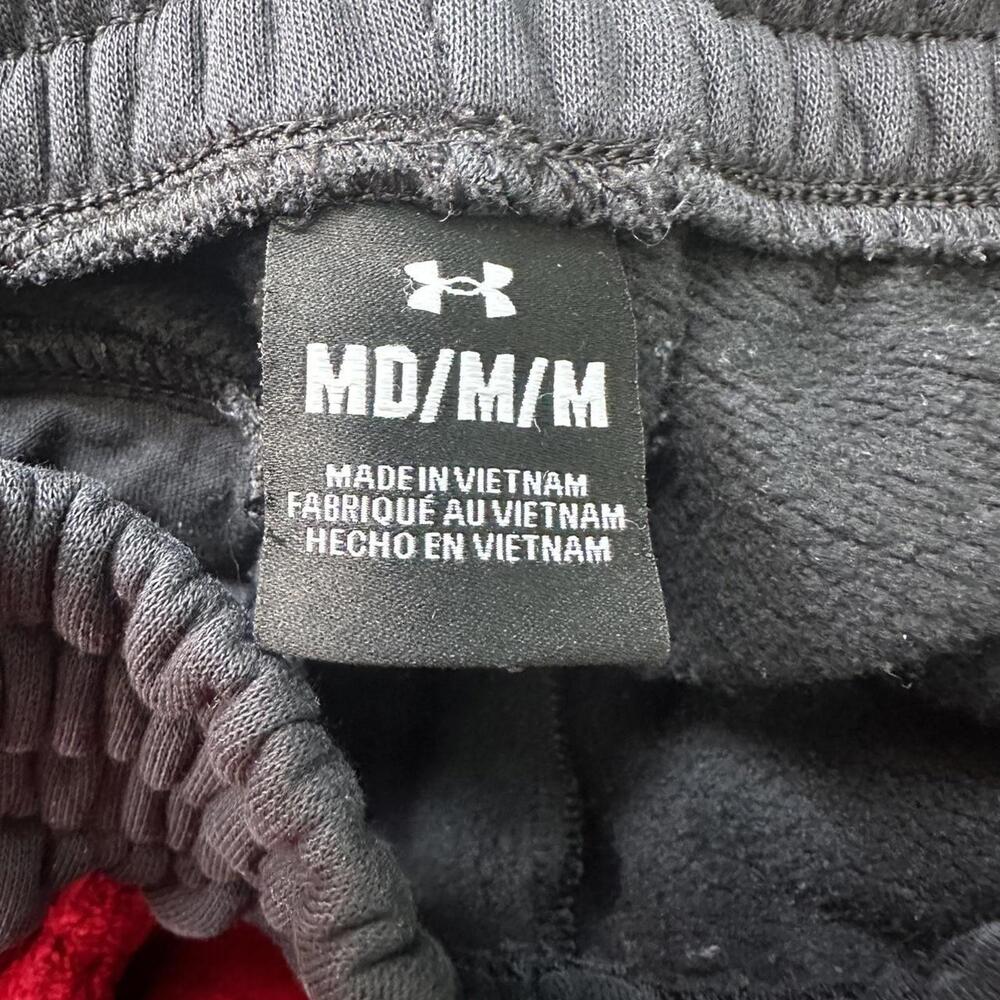 MD/M/M
MADE IN VIETNAM
FABRIQUÉ AU VIETNAM
HECHO EN VIETNAM